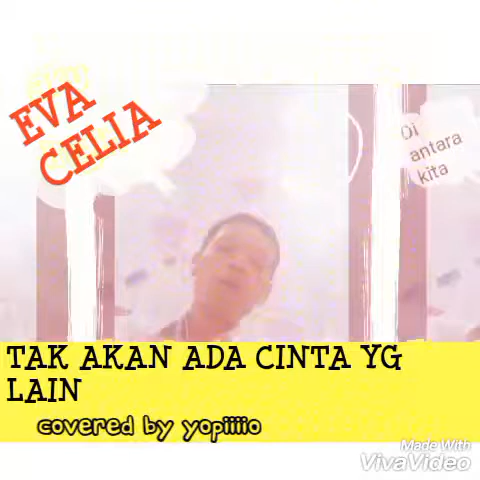 EVA
CELIA
Di
antara
kita
TAK AKAN ADA CINTA YG
LAIN
covered by yopiiiio
Made With
VivaVideo